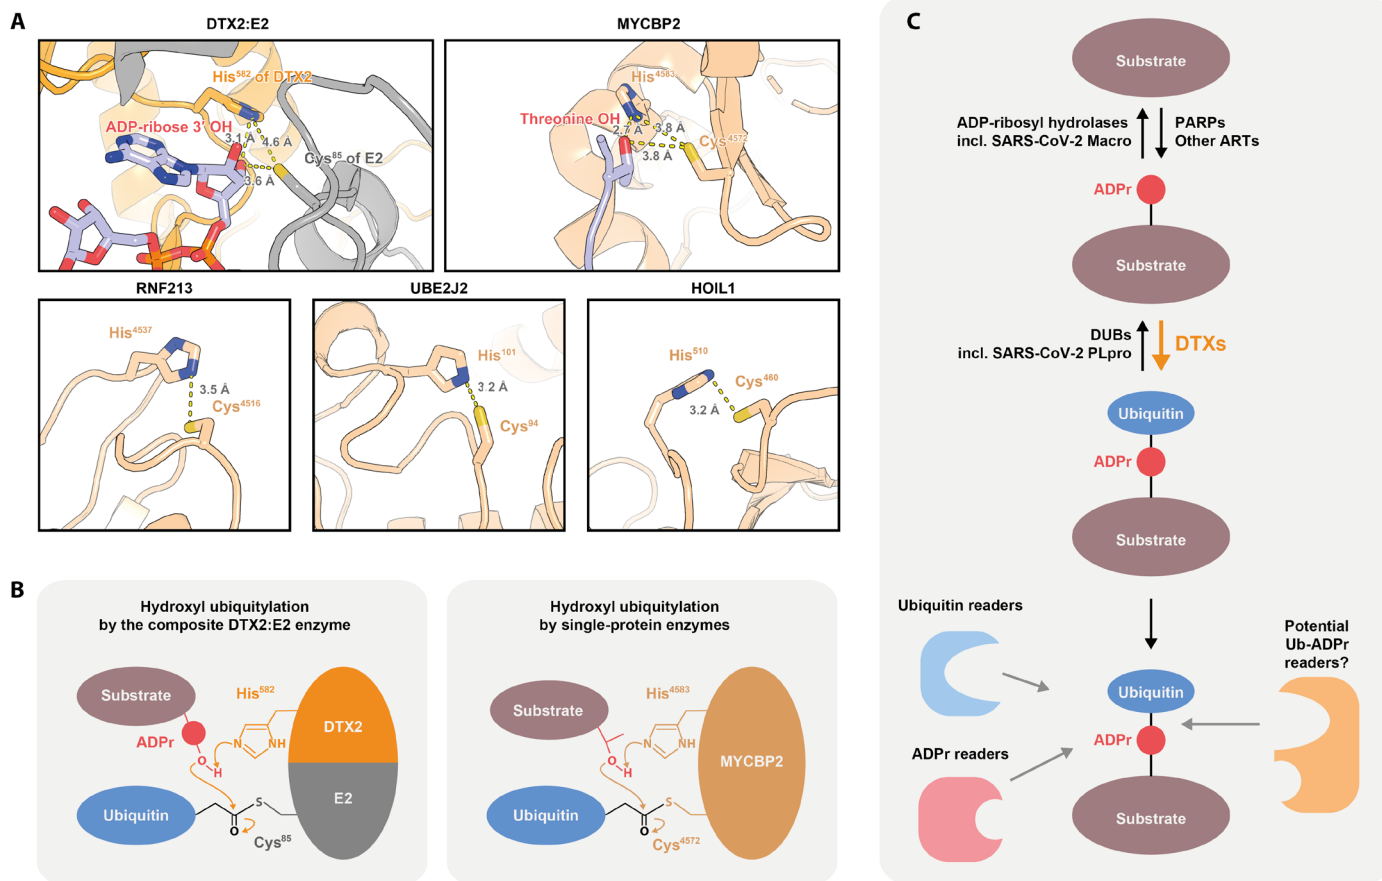 A
DTX2:E2
His582 of DTX2
ADP-ribose 3′ OH
3.1 Å
4.6 Å
Cys85 of E2
3.6 Å
MYCBP2
His4583
Threonine OH
2.7 Å
3.8 Å
Cys4572
3.8 Å
RNF213
His4537
3.5 Å
Cys4516
UBE2J2
His101
3.2 Å
Cys94
HOIL1
His510
Cys460
3.2 Å
B
Hydroxyl ubiquitylation
by the composite DTX2:E2 enzyme
Substrate
His582
ADPr
N
NH
DTX2
O
H
E2
Ubiquitin
S
O
Cys85
Hydroxyl ubiquitylation
by single-protein enzymes
Substrate
His4583
N
NH
MYCBP2
O
H
Ubiquitin
S
O
Cys4572
C
Substrate
ADP-ribosyl hydrolases
incl. SARS-CoV-2 Macro
PARPs
Other ARTs
ADPr
Substrate
DUBs
incl. SARS-CoV-2 PLpro
DTXs
Ubiquitin
ADPr
Substrate
Ubiquitin readers
Potential
Ub-ADPr
readers?
Ubiquitin
ADPr
ADPr readers
Substrate